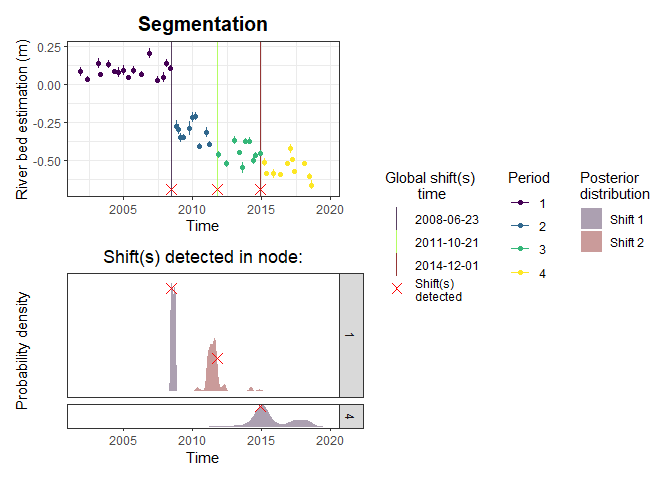 Segmentation
River bed estimation (m)
0.25
0.00
-0.25
-0.50
2005 2010 2015 2020
Time
Shift(s) detected in node:
Probability density
1
4
2005 2010 2015 2020
Time
Global shift(s)
time
2008-06-23
2011-10-21
2014-12-01
Shift(s)
detected
Period
1
2
3
4
Posterior
distribution
Shift 1
Shift 2